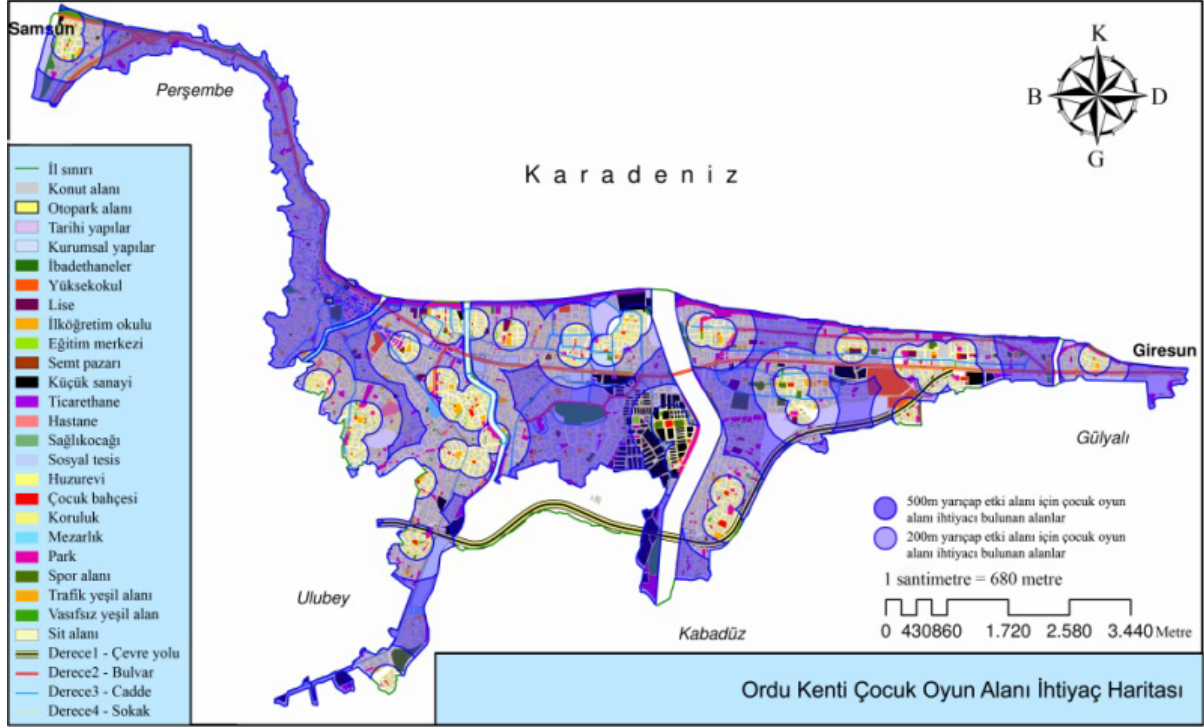 Samsun
Perşembe
K
B
D
G
Karadeniz
İl sınırı
Konut alanı
Otopark alanı
Tarihi yapılar
Kurumsal yapılar
İbadethaneler
Yüksekokul
Lise
İlköğretim okulu
Eğitim merkezi
Semt pazarı
Küçük sanayi
Ticarethane
Hastane
Sağlıkocağı
Sosyal tesis
Huzurevi
Çocuk bahçesi
Koruluk
Mezarlık
Park
Spor alanı
Trafik yeşil alanı
Vasıfsız yeşil alan
Sit alanı
Derece1 - Çevre yolu
Derece2 - Bulvar
Derece3 - Cadde
Derece4 - Sokak
Giresun
Gülyalı
Ulubey
Kabadüz
500m yarıçap etki alanı için çocuk oyun
alanı ihtiyacı bulunan alanlar
200m yarıçap etki alanı için çocuk oyun
alanı ihtiyacı bulunan alanlar
1 santimetre = 680 metre
0 430860 1.720 2.580 3.440 Metre
Ordu Kenti Çocuk Oyun Alanı İhtiyaç Haritası